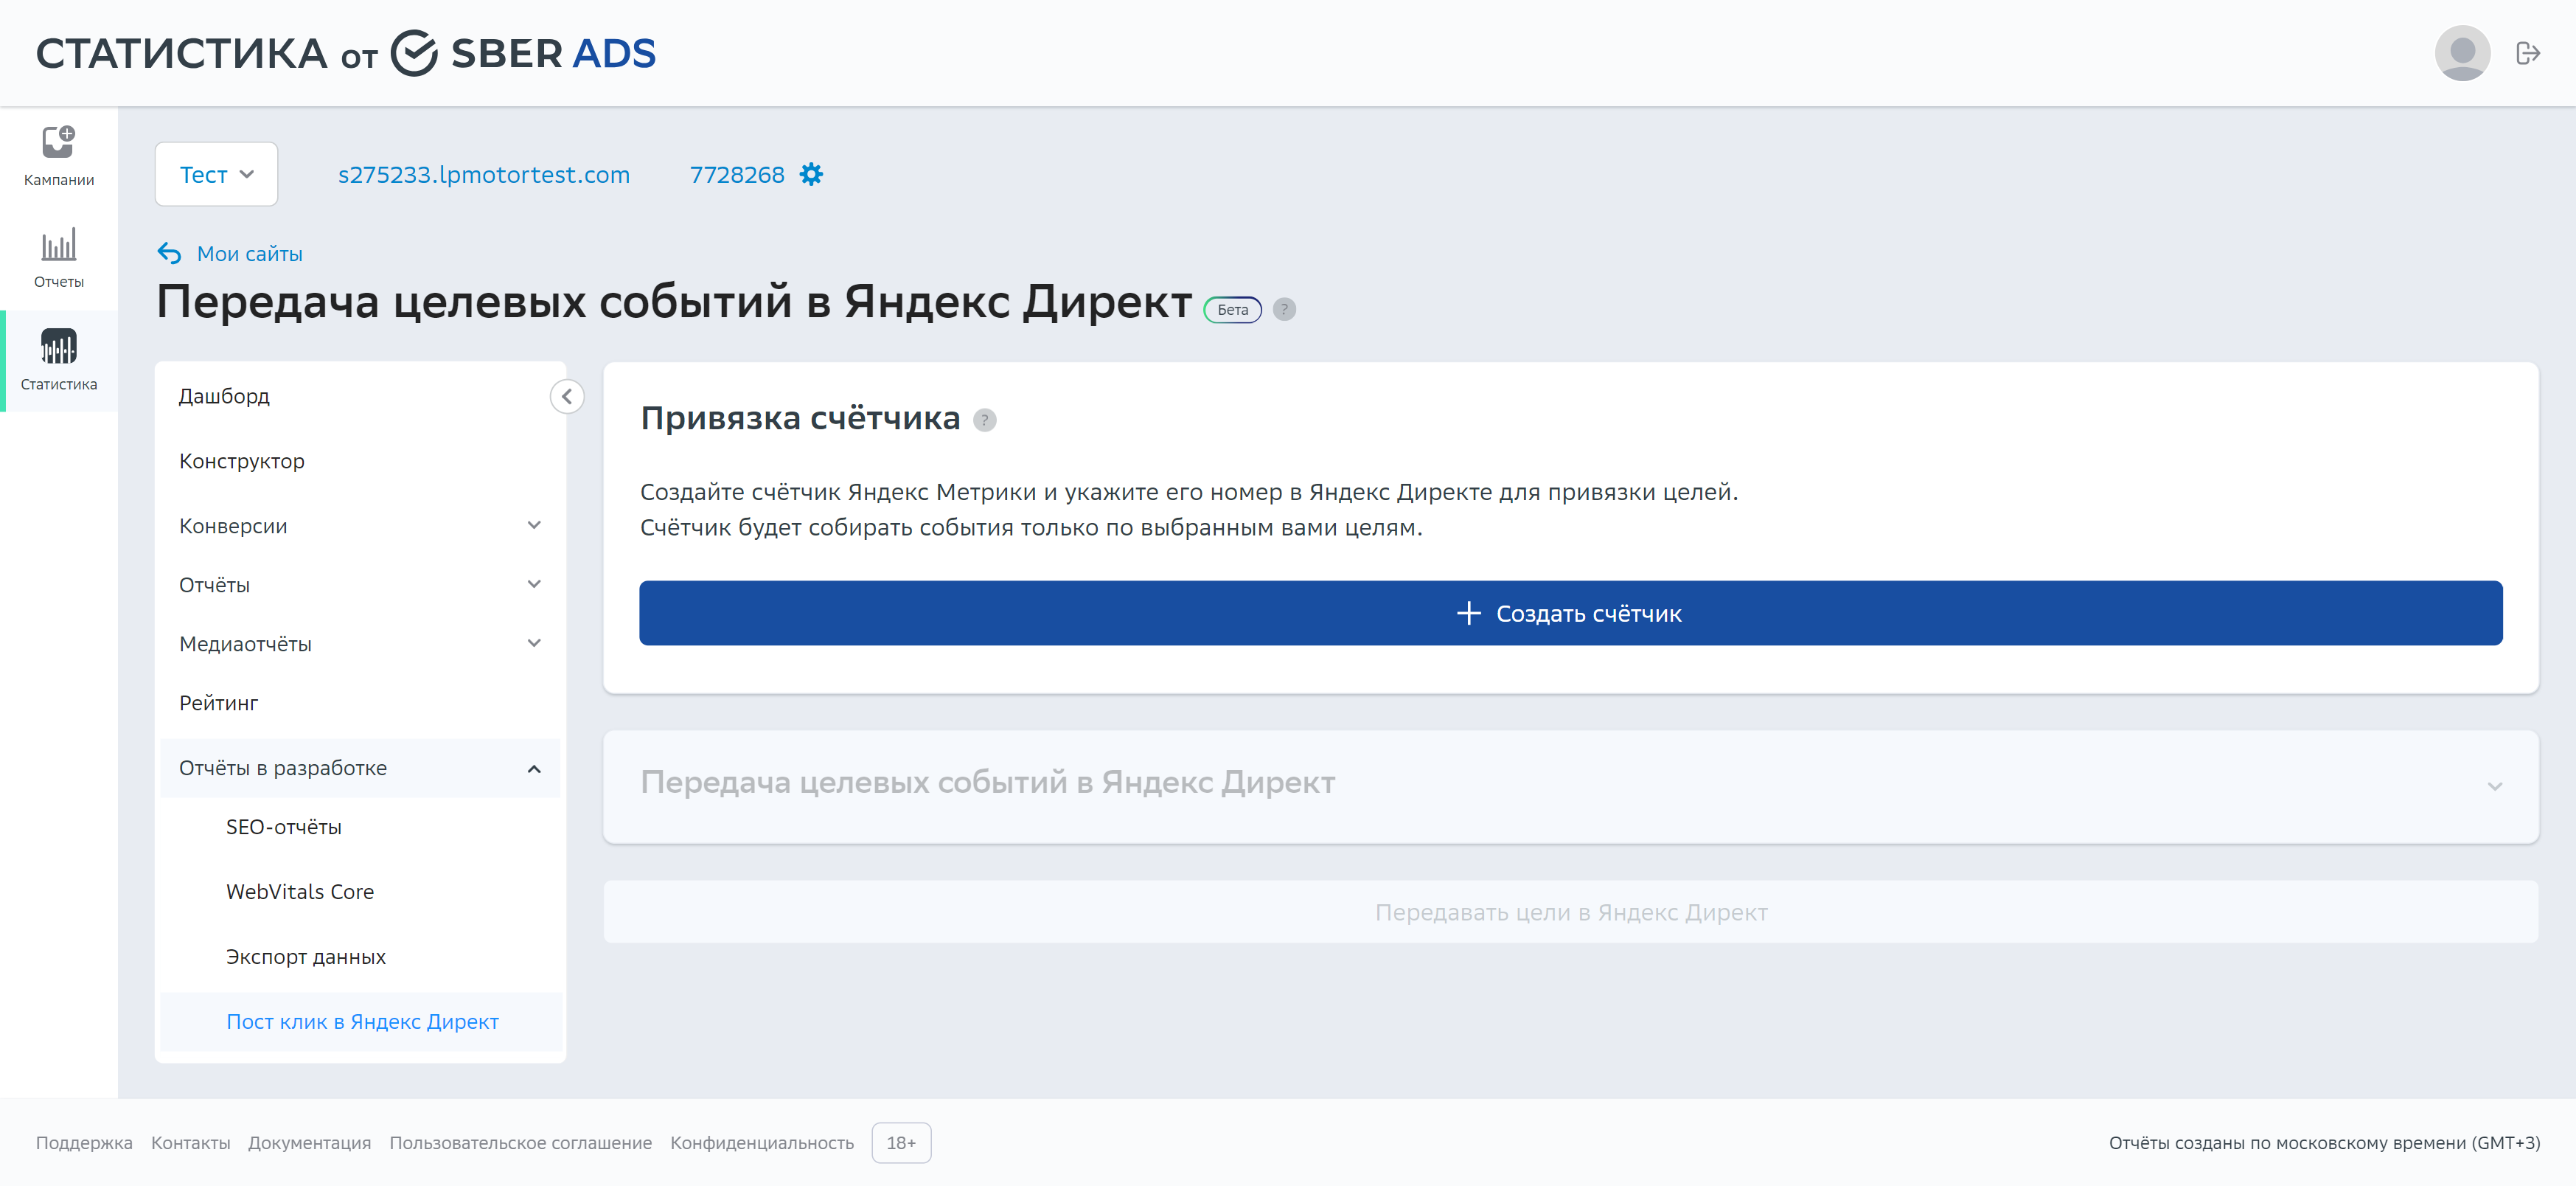 СТАТИСТИКА от SBER ADS
Кампании
Отчеты
Статистика
Тест
s275233.lpmotortest.com
7728268
Мои сайты
Передача целевых событий в Яндекс Директ Бета ?
Дашборд
Конструктор
Конверсии
Отчёты
Медиаотчёты
Рейтинг
Отчёты в разработке
SEO-отчёты
WebVitals Core
Экспорт данных
Пост клик в Яндекс Директ
Привязка счётчика ?
Создайте счётчик Яндекс Метрики и укажите его номер в Яндекс Директе для привязки целей.
Счётчик будет собирать события только по выбранным вами целям.
Создать счётчик
Передача целевых событий в Яндекс Директ
Передавать цели в Яндекс Директ
Поддержка Контакты Документация Пользовательское соглашение Конфиденциальность 18+
Отчёты созданы по московскому времени (GMT+3)